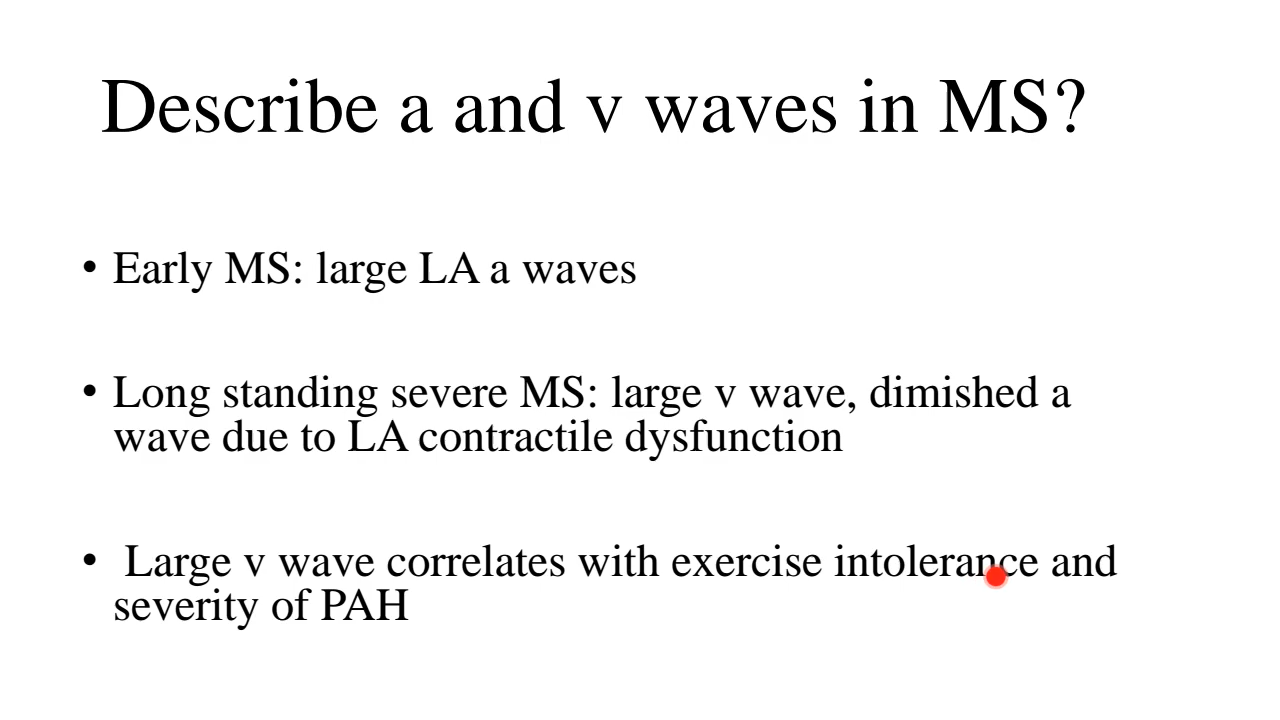 Describe a and v waves in MS?
• Early MS: large LA a waves
• Long standing severe MS: large v wave, dimished a
wave due to LA contractile dysfunction
• Large v wave correlates with exercise intolerance and
severity of PAH